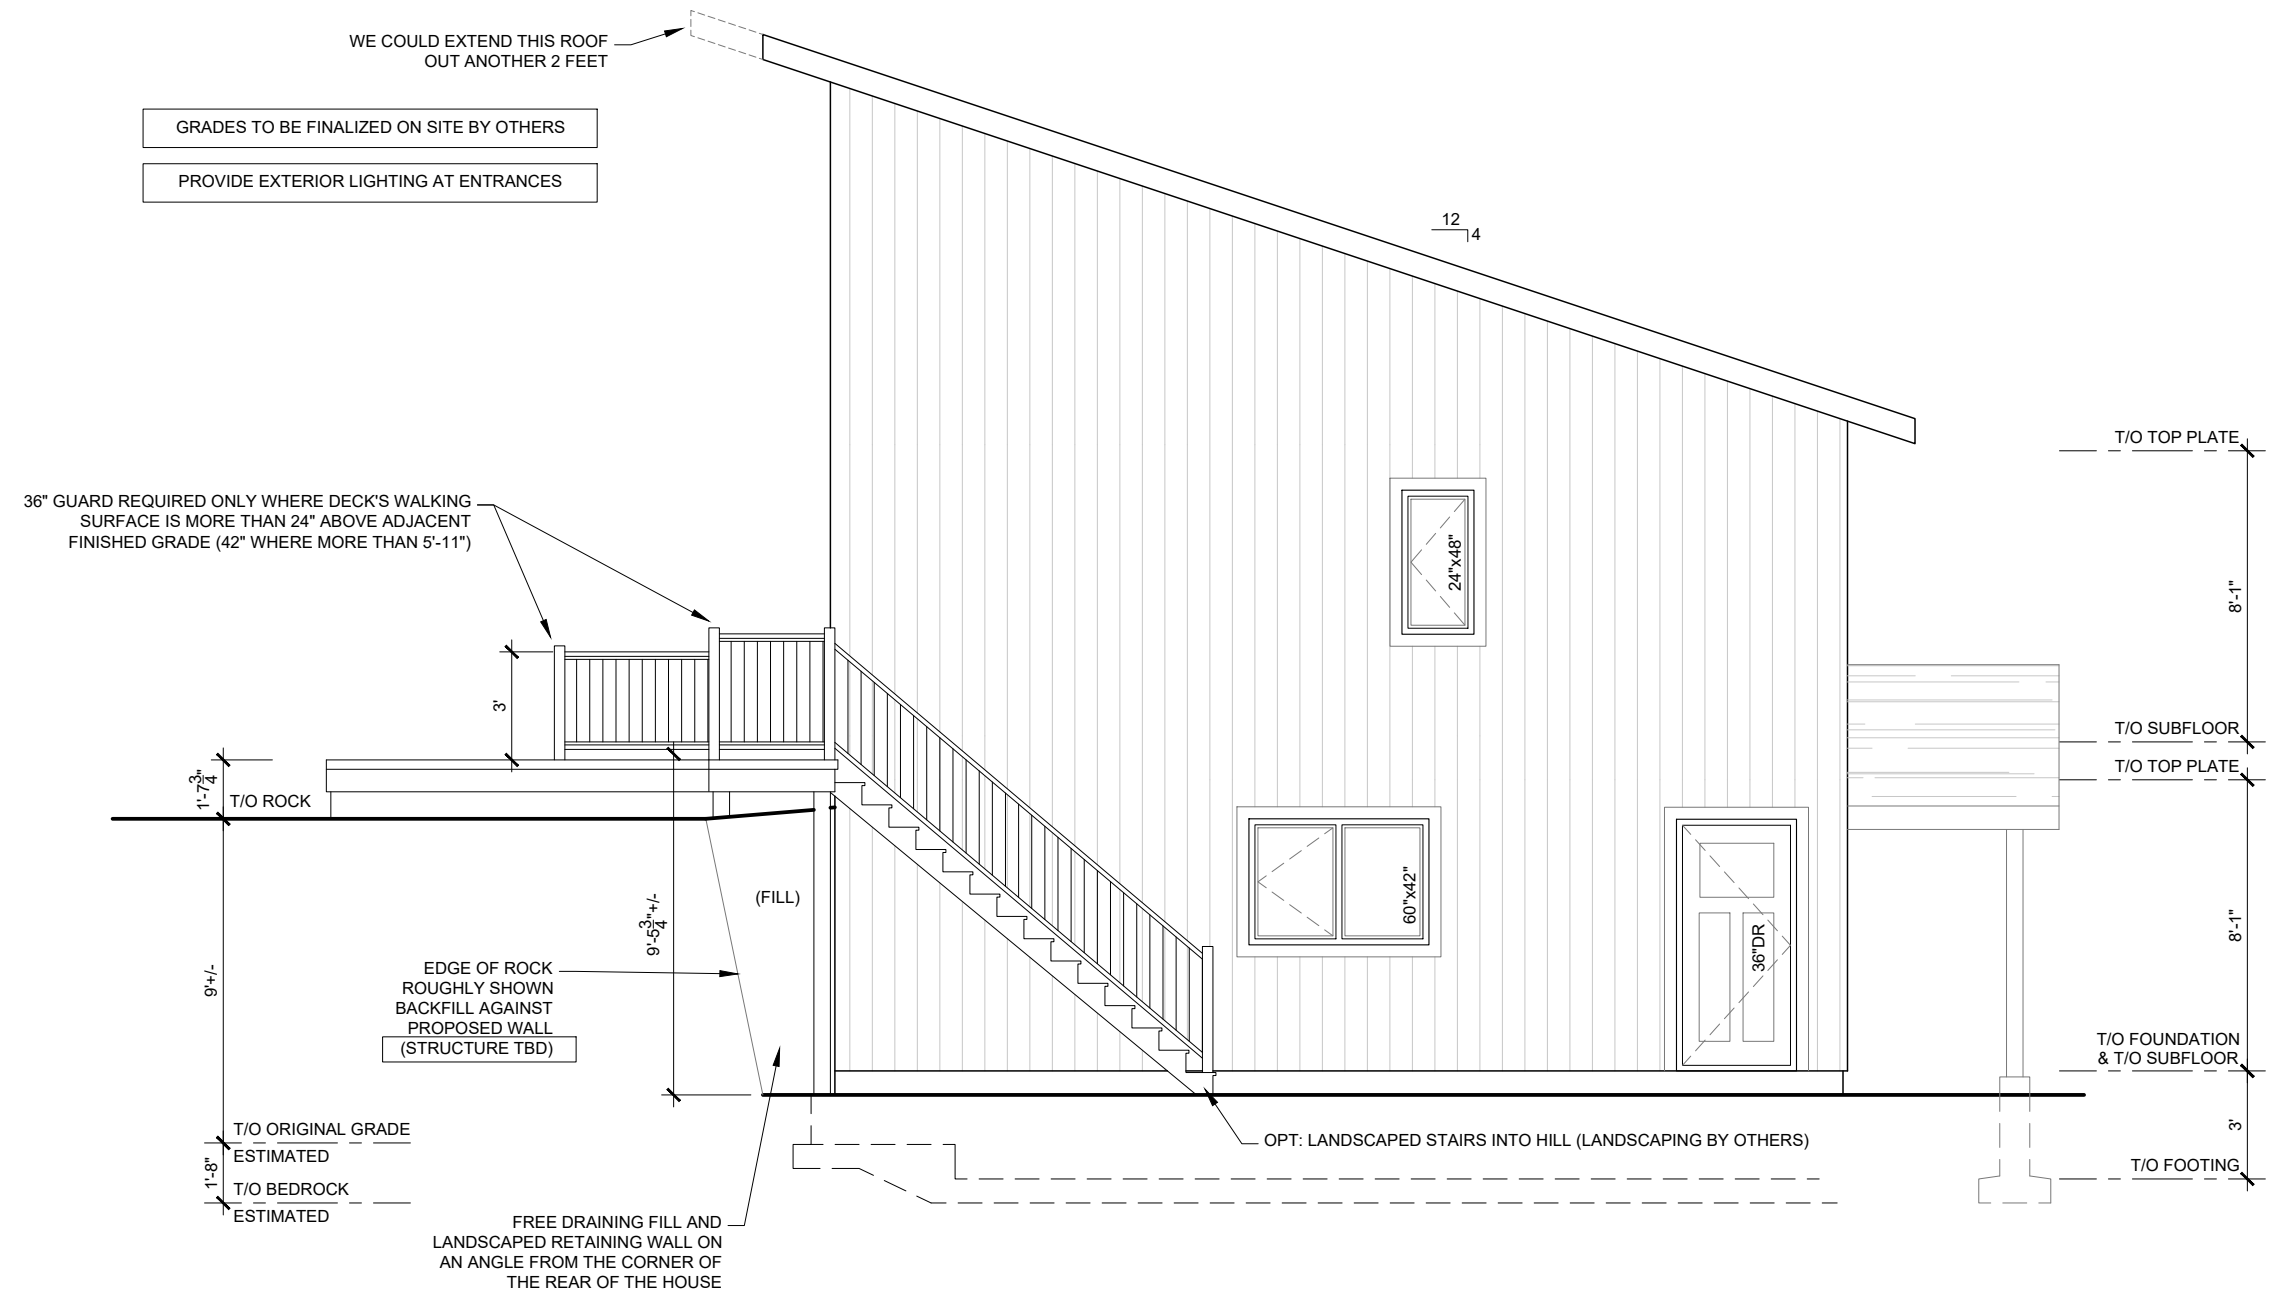 WE COULD EXTEND THIS ROOF
OUT ANOTHER 2 FEET
GRADES TO BE FINALIZED ON SITE BY OTHERS
PROVIDE EXTERIOR LIGHTING AT ENTRANCES
12
4
T/O TOP PLATE
36" GUARD REQUIRED ONLY WHERE DECK'S WALKING
SURFACE IS MORE THAN 24" ABOVE ADJACENT
FINISHED GRADE (42" WHERE MORE THAN 5'-11")
24"x48"
8'-1"
3'
T/O SUBFLOOR
T/O TOP PLATE
1'-7 3/4"
T/O ROCK
(FILL)
60"x42"
36"DR
9'-5 3/4"+/-
8'-1"
9'+/-
EDGE OF ROCK
ROUGHLY SHOWN
BACKFILL AGAINST
PROPOSED WALL
(STRUCTURE TBD)
T/O FOUNDATION
& T/O SUBFLOOR
T/O ORIGINAL GRADE
ESTIMATED
OPT: LANDSCAPED STAIRS INTO HILL (LANDSCAPING BY OTHERS)
3'
1'-8"
T/O BEDROCK
ESTIMATED
T/O FOOTING
FREE DRAINING FILL AND
LANDSCAPED RETAINING WALL ON
AN ANGLE FROM THE CORNER OF
THE REAR OF THE HOUSE